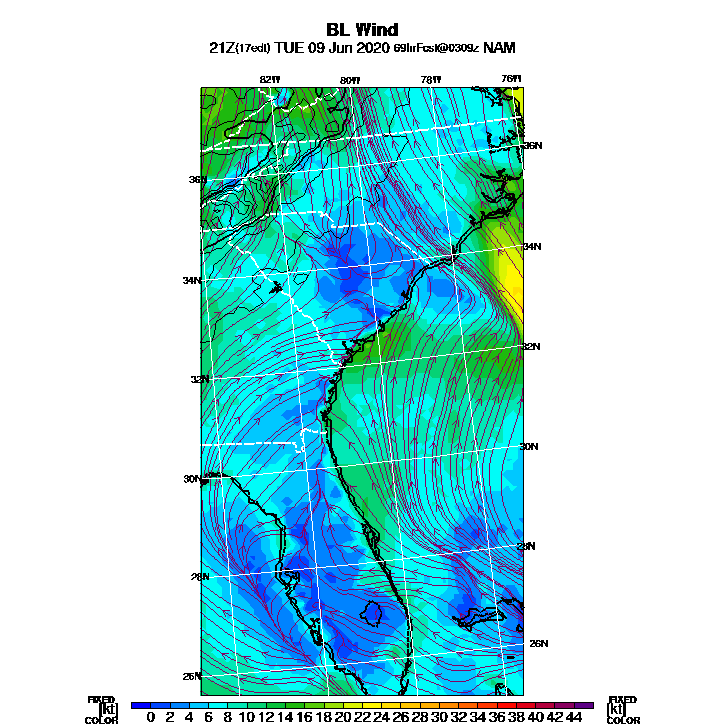 BL Wind
21Z(17edt) TUE 09 Jun 2020 69hrFcst@0309z NAM
82W 80W 78W 76W
36N
36N
34N
34N
32N
32N
30N
30N
28N
28N
26N
26N
FIXED FIXED
[kt] 0 2 4 6 8 10 12 14 16 18 20 22 24 26 28 30 32 34 36 38 40 42 44 [kt]
COLOR COLOR